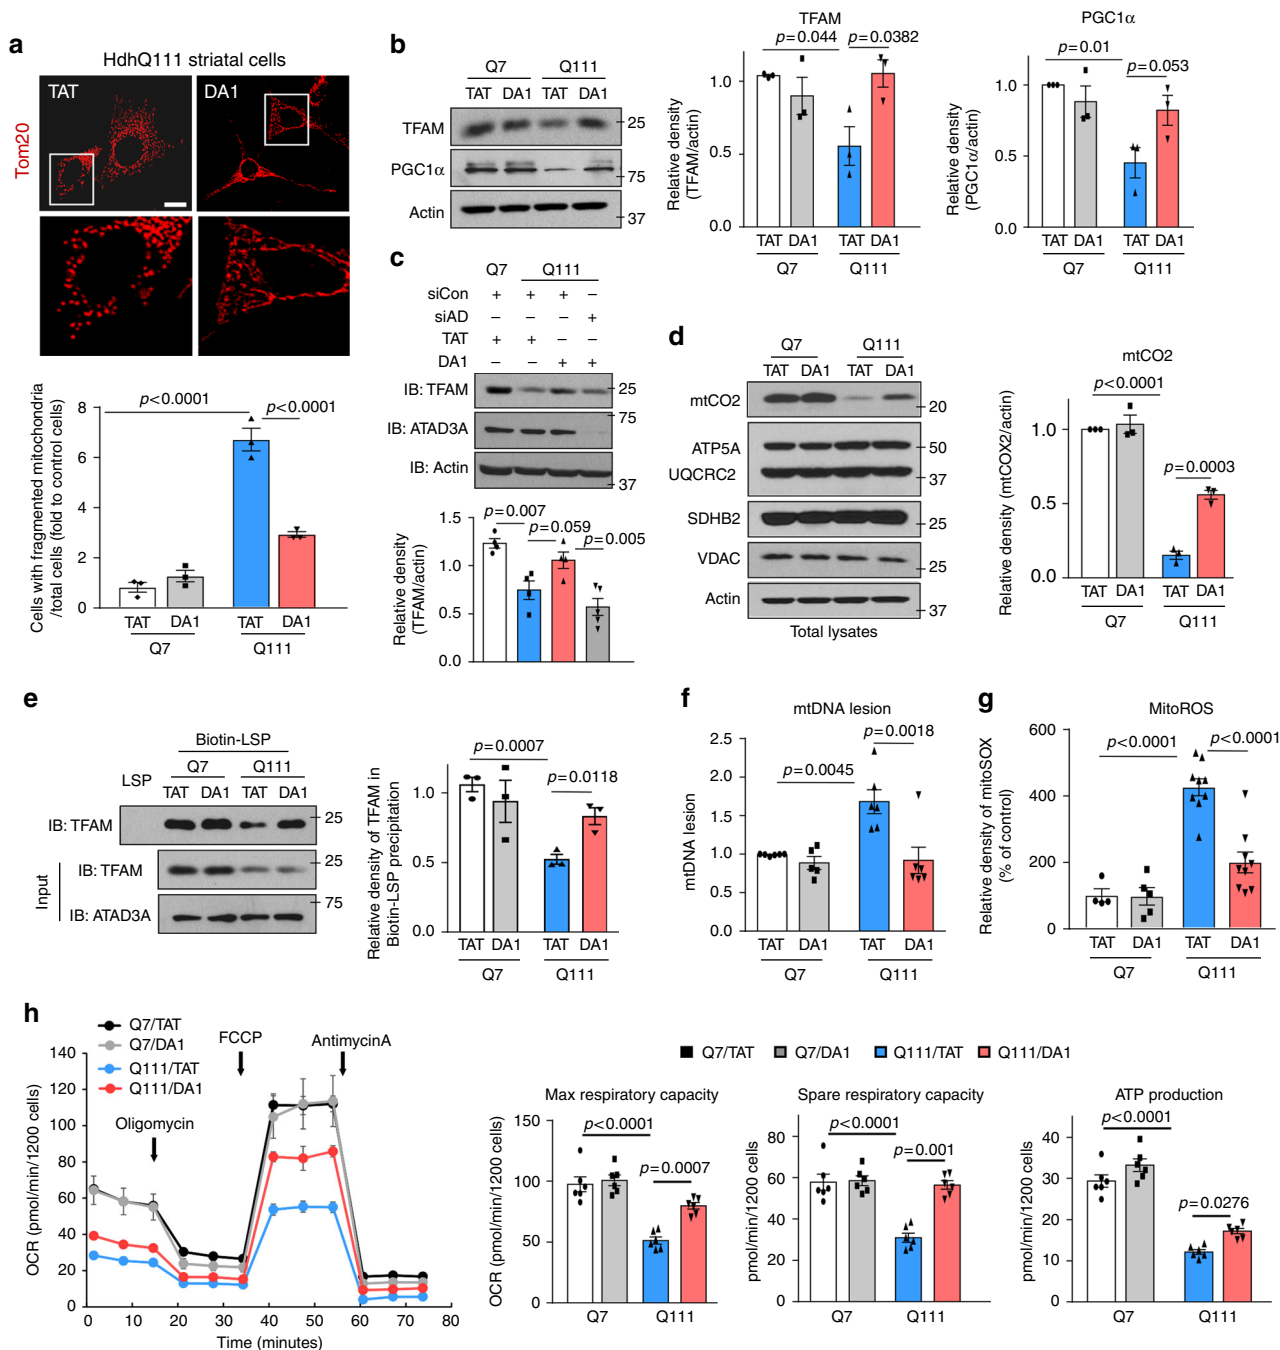 a
HdhQ111 striatal cells
TAT
DA1
Tom20
8
6
4
2
0
p<0.0001
p<0.0001
Cells with fragmented mitochondria
/total cells (fold to control cells)
TAT DA1 TAT DA1
Q7 Q111
b
Q7 Q111
TAT DA1 TAT DA1
TFAM 25
PGC1α 75
Actin 37
TFAM
p=0.044 p=0.0382
Relative density
(TFAM/actin)
1.0
0.5
0.0
TAT DA1 TAT DA1
Q7 Q111
PGC1α
p=0.01
p=0.053
Relative density
(PGC1α/actin)
1.0
0.5
0.0
TAT DA1 TAT DA1
Q7 Q111
c
Q7 Q111
siCon + + + –
siAD – – – +
TAT + + – –
DA1 – – + +
IB: TFAM 25
75
IB: ATAD3A
IB: Actin
37
1.5
1.0
0.5
0.0
p=0.007
p=0.059
p=0.005
Relative density
(TFAM/actin)
d
Q7 Q111
TAT DA1 TAT DA1
mtCO2 20
ATP5A 50
UQCRC2 37
SDHB2 25
VDAC 25
Actin 37
Total lysates
mtCO2
p<0.0001
p=0.0003
Relative density (mtCOX2/actin)
1.0
0.5
0.0
TAT DA1 TAT DA1
Q7 Q111
e
Biotin-LSP
LSP Q7 Q111
TAT DA1 TAT DA1
IB: TFAM 25
Input
IB: TFAM 25
75
IB: ATAD3A
p=0.0007
p=0.0118
Relative density of TFAM in
Biotin-LSP precipitation
1.0
0.5
0.0
TAT DA1 TAT DA1
Q7 Q111
f
mtDNA lesion
p=0.0018
p=0.0045
mtDNA lesion
2.5
2.0
1.5
1.0
0.5
0.0
TAT DA1 TAT DA1
Q7 Q111
g
MitoROS
p<0.0001 p<0.0001
Relative density of mitoSOX
(% of control)
600
400
200
0
TAT DA1 TAT DA1
Q7 Q111
h
Q7/TAT
Q7/DA1
Q111/TAT
Q111/DA1
FCCP
AntimycinA
Oligomycin
OCR (pmol/min/1200 cells)
140
120
100
80
60
40
20
0
0 10 20 30 40 50 60 70 80
Time (minutes)
Q7/TAT Q7/DA1 Q111/TAT Q111/DA1
Max respiratory capacity
p<0.0001
p=0.0007
OCR (pmol/min/1200 cells)
150
100
50
0
Q7 Q111
Spare respiratory capacity
p<0.0001
p=0.001
pmol/min/1200 cells
80
60
40
20
0
Q7 Q111
ATP production
p<0.0001
p=0.0276
pmol/min/1200 cells
40
30
20
10
0
Q7 Q111